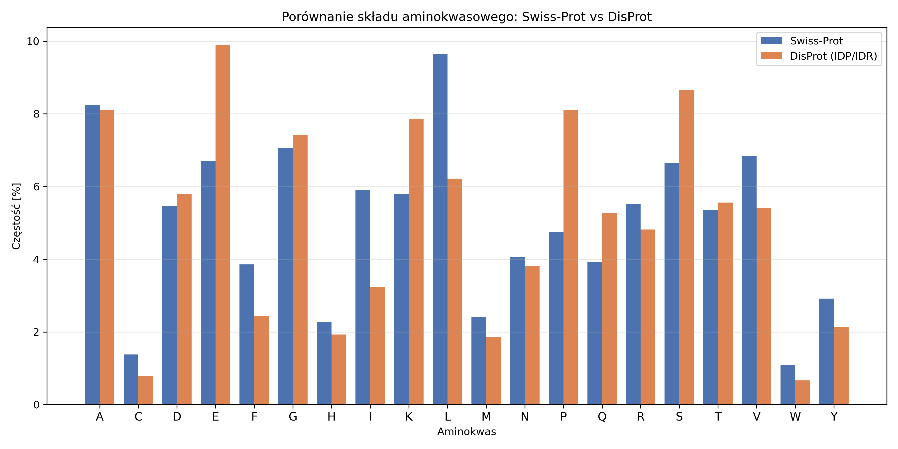 Porównanie składu aminokwasowego: Swiss-Prot vs DisProt
Swiss-Prot
DisProt (IDP/IDR)
Częstość [%]
10
8
6
4
2
0
A C D E F G H I K L M N P Q R S T V W Y
Aminokwas